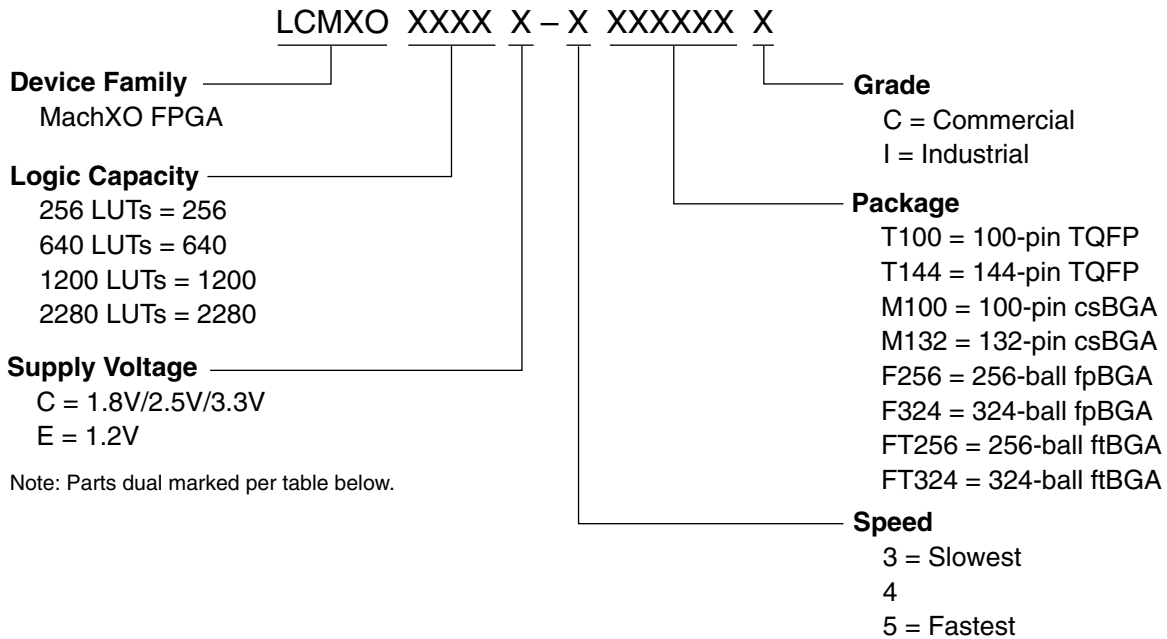 LCMXO XXXX X – X XXXXXX X
Device Family
MachXO FPGA
Logic Capacity
256 LUTs = 256
640 LUTs = 640
1200 LUTs = 1200
2280 LUTs = 2280
Supply Voltage
C = 1.8V/2.5V/3.3V
E = 1.2V
Note: Parts dual marked per table below.
Grade
C = Commercial
I = Industrial
Package
T100 = 100-pin TQFP
T144 = 144-pin TQFP
M100 = 100-pin csBGA
M132 = 132-pin csBGA
F256 = 256-ball fpBGA
F324 = 324-ball fpBGA
FT256 = 256-ball ftBGA
FT324 = 324-ball ftBGA
Speed
3 = Slowest
4
5 = Fastest